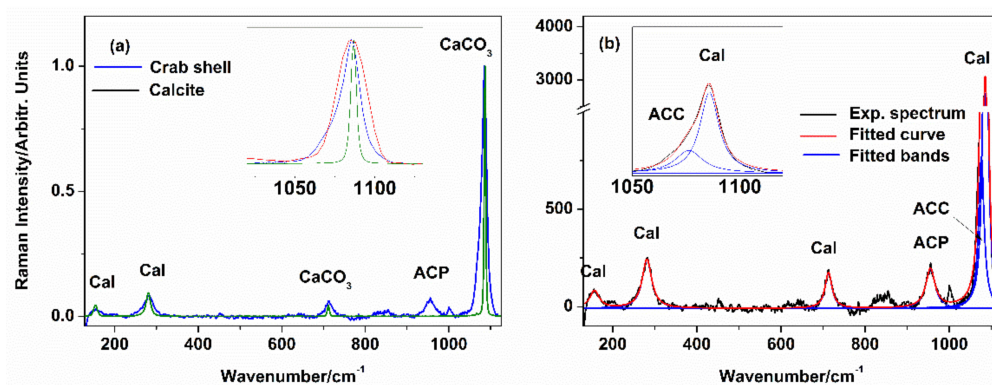 (a)
Crab shell
Calcite
CaCO3
1050 1100
Cal
Cal
CaCO3
ACP
1.0
0.5
0.0
200 400 600 800 1000
Raman Intensity/Arbitr. Units
Wavenumber/cm-1
(b)
Cal
ACC
1050 1100
Cal
Exp. spectrum
Fitted curve
Fitted bands
ACC
ACP
Cal
Cal
Cal
4000
3000
500
0
200 400 600 800 1000
Wavenumber/cm-1